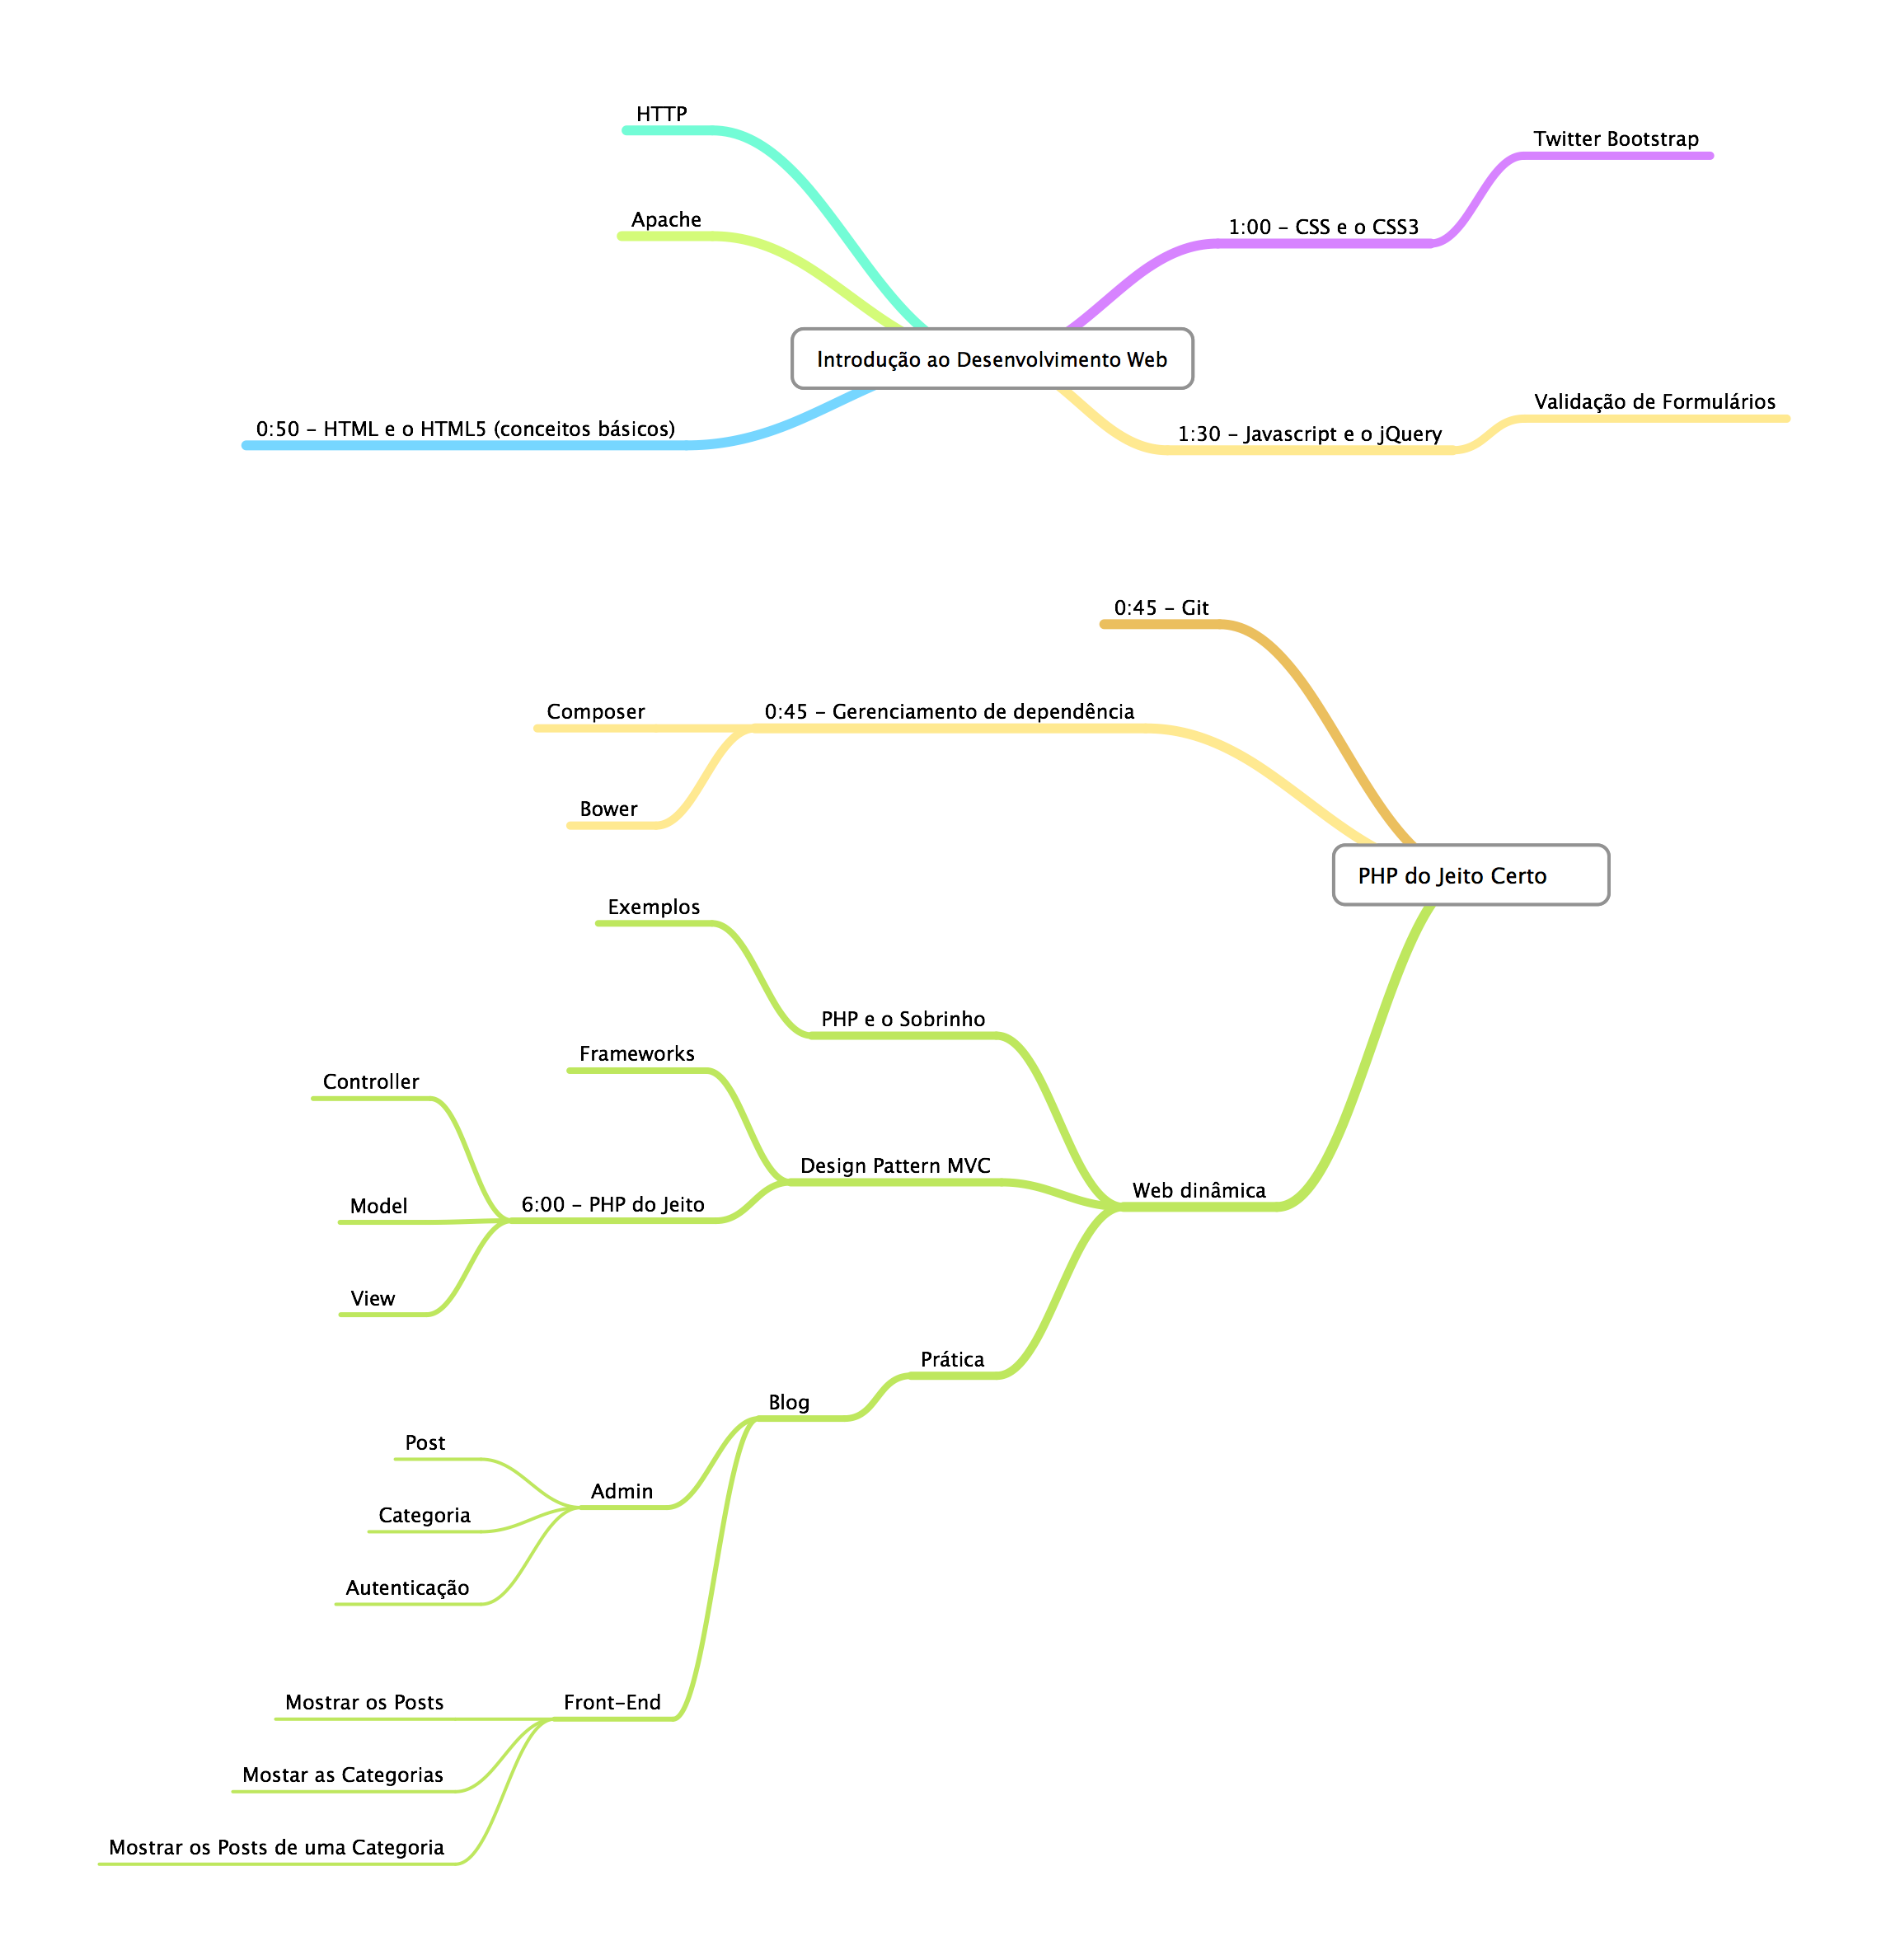 HTTP
Twitter Bootstrap
Apache
1:00 – CSS e o CSS3
Introdução ao Desenvolvimento Web
Validação de Formulários
0:50 – HTML e o HTML5 (conceitos básicos)
1:30 – Javascript e o jQuery
0:45 – Git
Composer
0:45 – Gerenciamento de dependência
Bower
PHP do Jeito Certo
Exemplos
PHP e o Sobrinho
Frameworks
Controller
Design Pattern MVC
Web dinâmica
Model
6:00 – PHP do Jeito
View
Prática
Blog
Post
Admin
Categoria
Autenticação
Mostrar os Posts
Front-End
Mostar as Categorias
Mostrar os Posts de uma Categoria